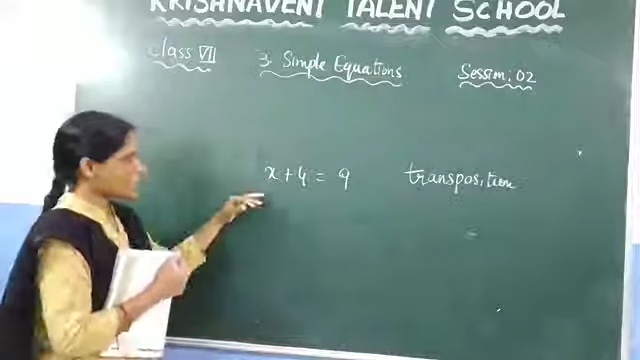 KRISHNAVENI TALENT SCHOOL
Class VII
3. Simple Equations
Session: 02
x + 4 = 9
transposition
=